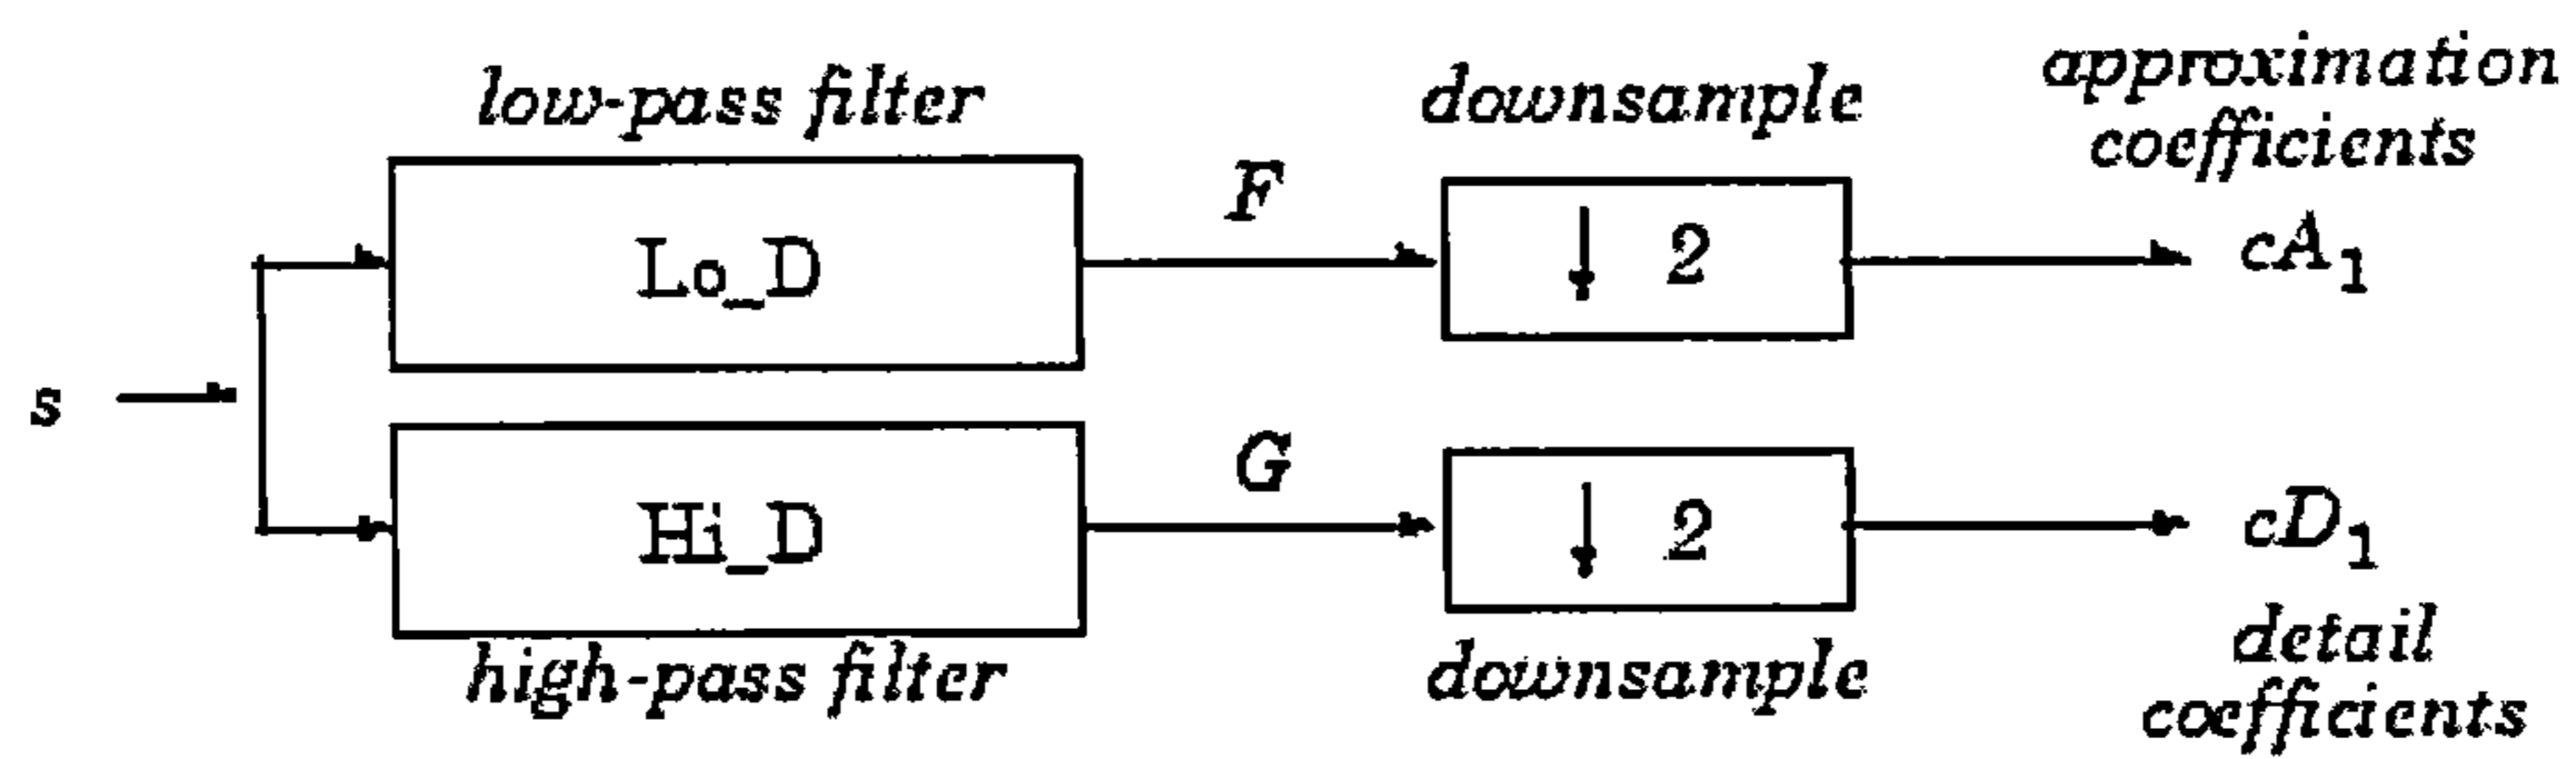 low-pass filter
downsample
approximation
coefficients
Lo_D
F
↓ 2
cA₁
s
Hi_D
G
↓ 2
cD₁
high-pass filter
downsample
detail
coefficients